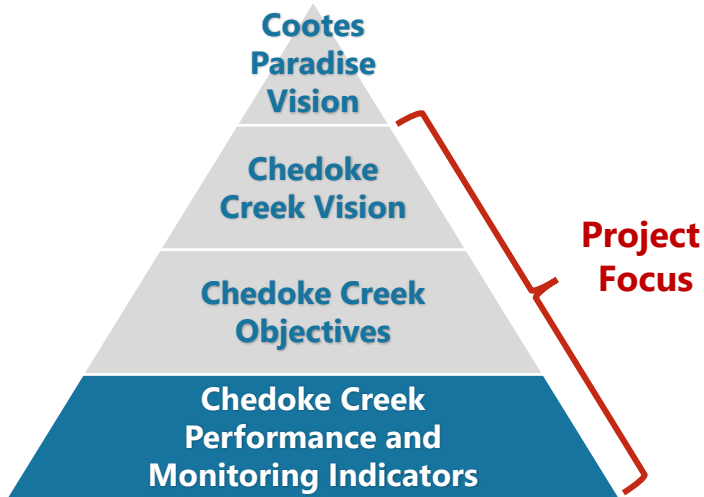 Cootes
Paradise
Vision
Chedoke
Creek Vision
Chedoke Creek
Objectives
Chedoke Creek
Performance and
Monitoring Indicators
Project
Focus